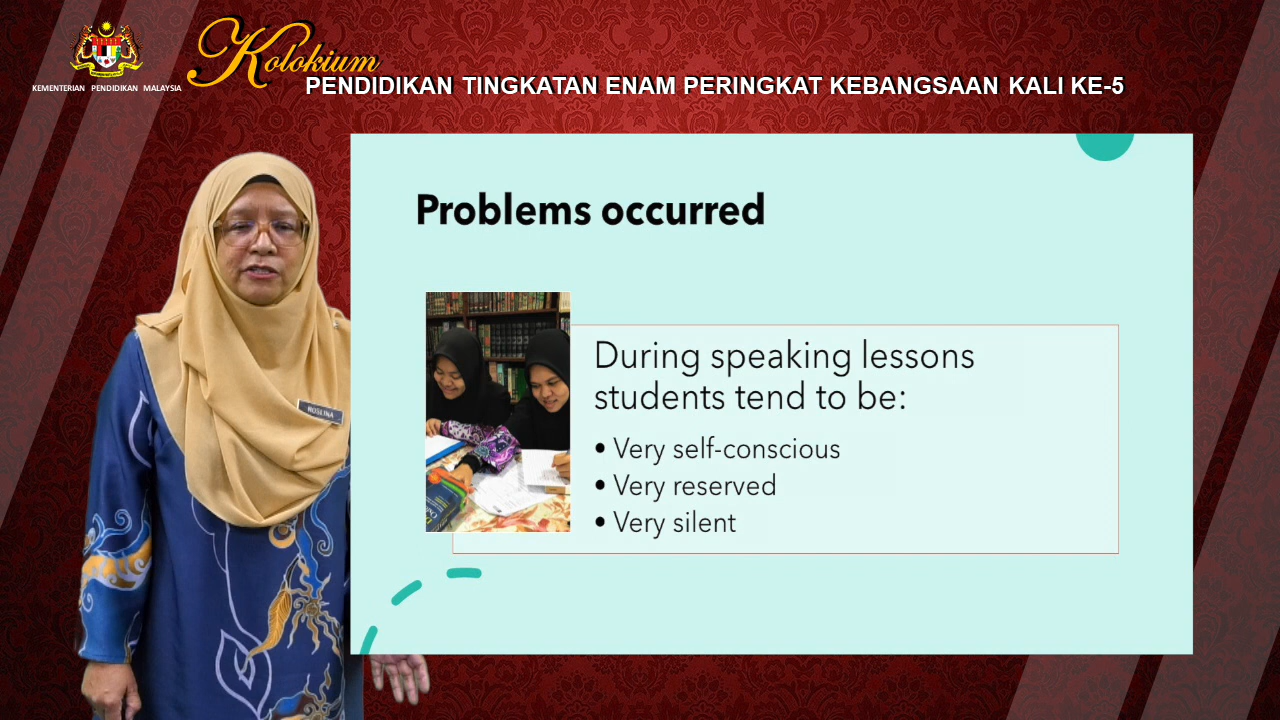 Kolokium
KEMENTERIAN PENDIDIKAN MALAYSIA
PENDIDIKAN TINGKATAN ENAM PERINGKAT KEBANGSAAN KALI KE-5
Problems occurred
During speaking lessons
students tend to be:
• Very self-conscious
• Very reserved
• Very silent
ROSLINA